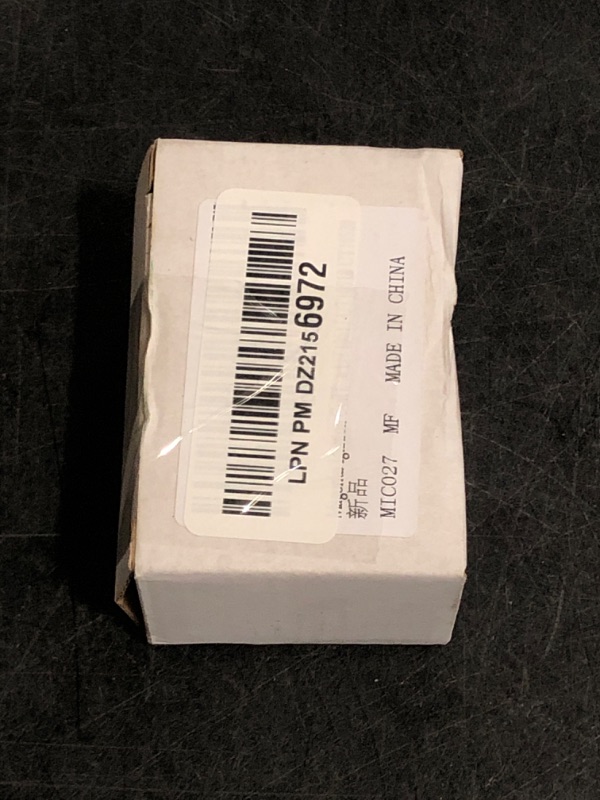 LPN PM DZ2156972
新品
MIC027 MF MADE IN CHINA